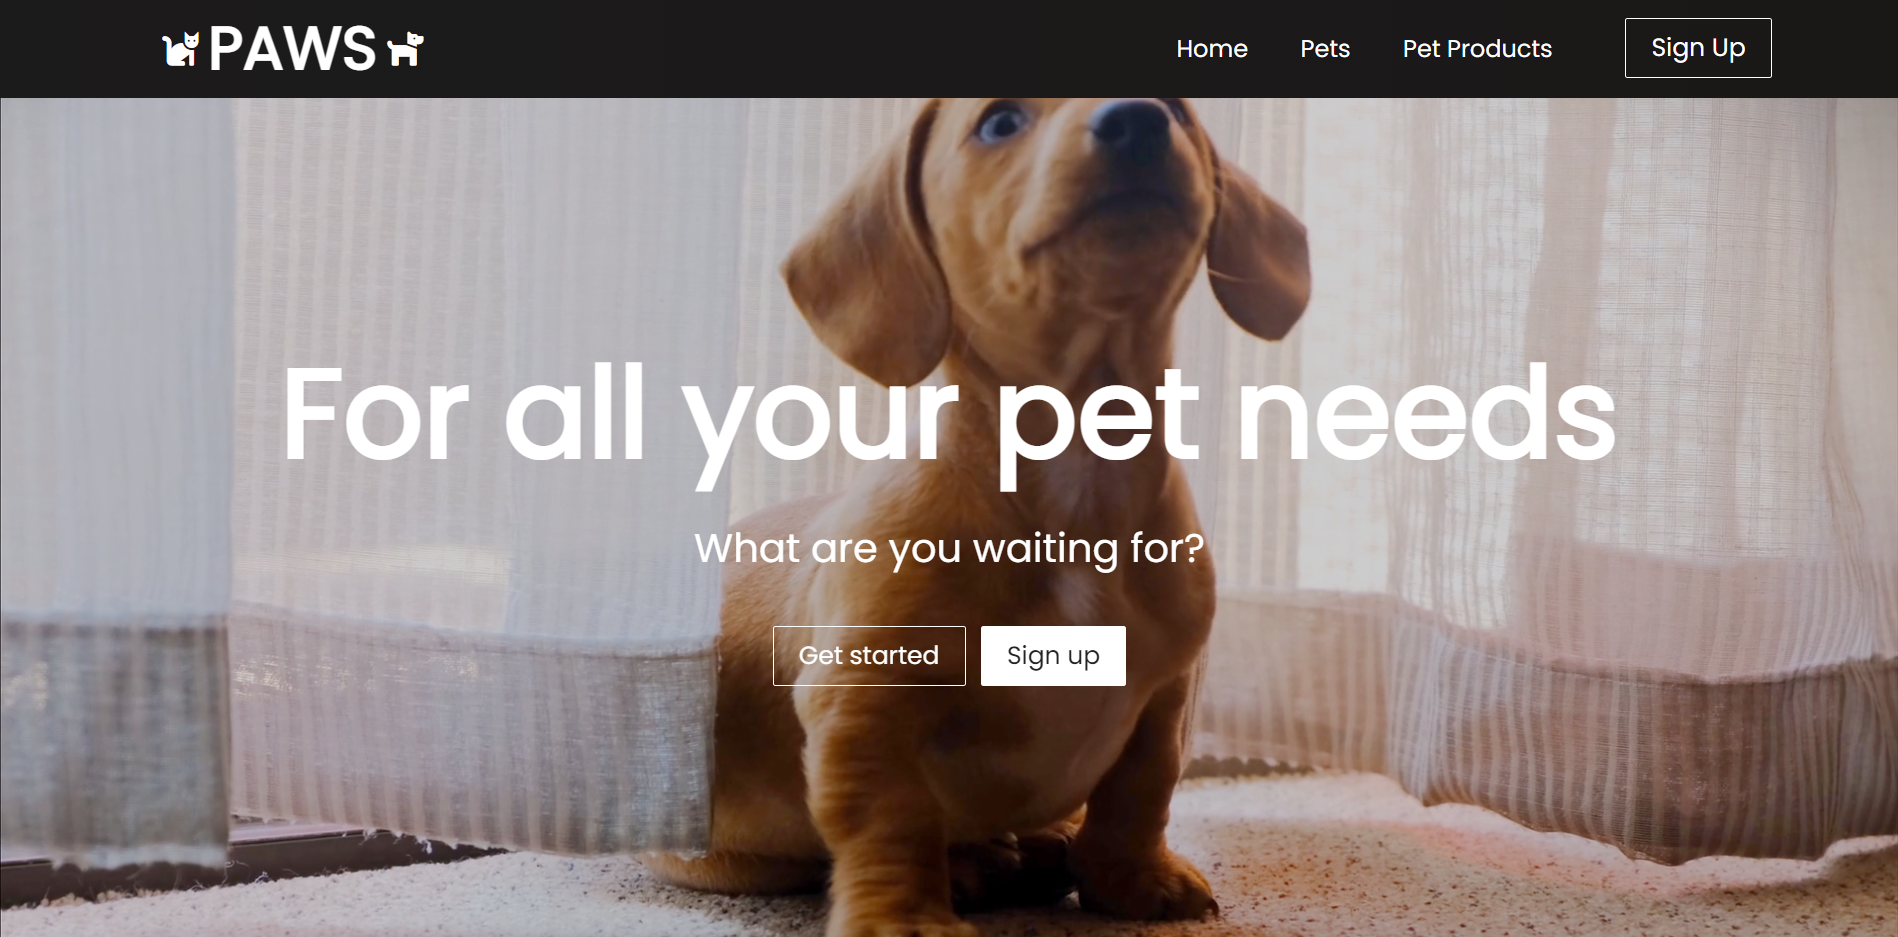 PAWS
Home Pets Pet Products Sign Up
For all your pet needs
What are you waiting for?
Get started Sign up